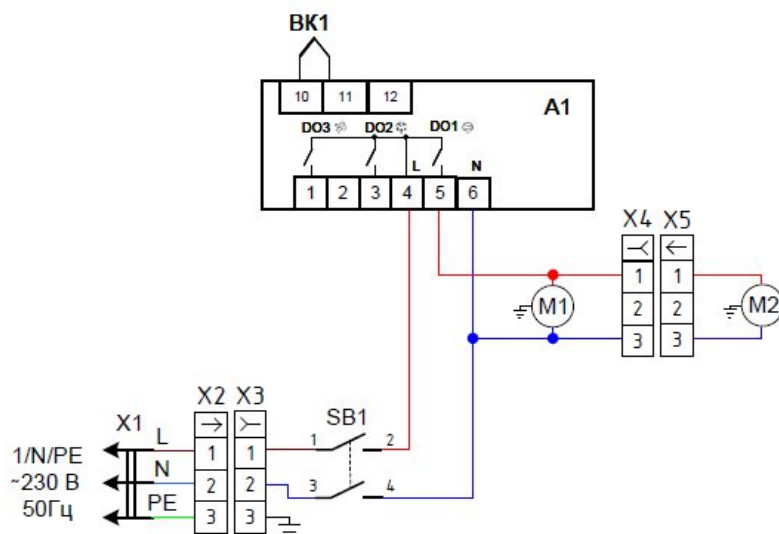 BK1
10 11 12
A1
DO3 DO2 DO1
L N
1 2 3 4 5 6
X4 X5
1 1
2 2
3 3
M1
M2
X2 X3
X1
SB1
L
1 1
1 2
1/N/PE
~230 В
50Гц
N
2 2
3 4
PE
3 3